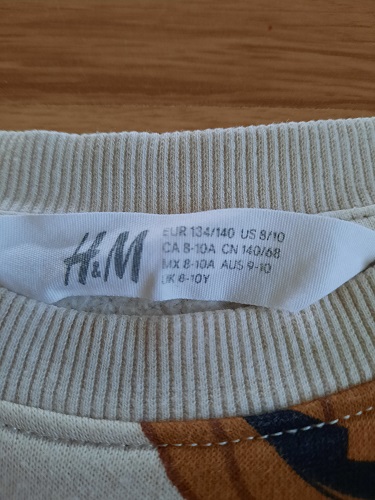 H&M
EUR 134/140 US 8/10
CA 8-10A CN 140/68
MX 8-10A AUS 9-10
UK 8-10Y